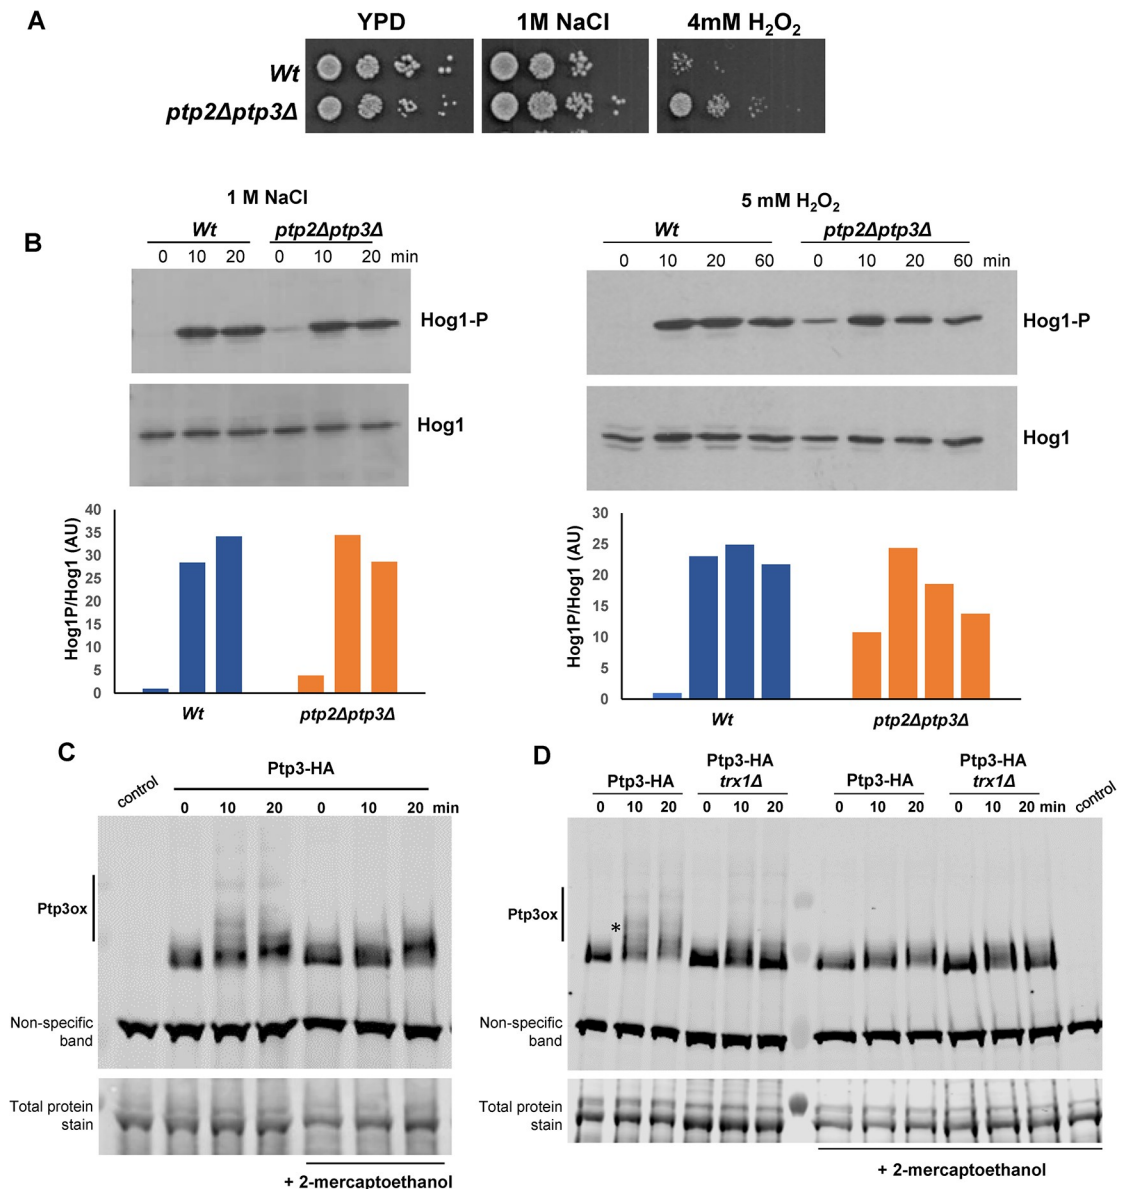 A
YPD
1M NaCl
4mM H₂O₂
Wt
ptp2Δptp3Δ
B
1 M NaCl
Wt
ptp2Δptp3Δ
0 10 20 0 10 20 min
Hog1-P
Hog1
Hog1P/Hog1 (AU)
40
35
30
25
20
15
10
5
0
Wt
ptp2Δptp3Δ
5 mM H₂O₂
Wt
ptp2Δptp3Δ
0 10 20 60 0 10 20 60 min
Hog1-P
Hog1
Hog1P/Hog1 (AU)
30
25
20
15
10
5
0
Wt
ptp2Δptp3Δ
C
Ptp3-HA
control
0 10 20 0 10 20 min
Ptp3ox
Non-specific
band
Total protein
stain
+ 2-mercaptoethanol
D
Ptp3-HA
Ptp3-HA
trx1Δ
Ptp3-HA
Ptp3-HA
trx1Δ
0 10 20 0 10 20 0 10 20 0 10 20 min
control
Ptp3ox
*
Non-specific
band
Total protein
stain
+ 2-mercaptoethanol